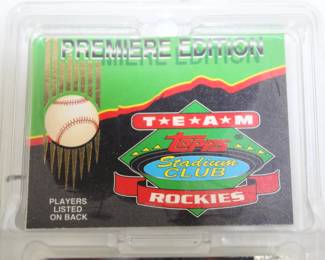 PREMIERE EDITION
T★E★A★M
Topps
Stadium
CLUB
ROCKIES
PLAYERS
LISTED
ON BACK